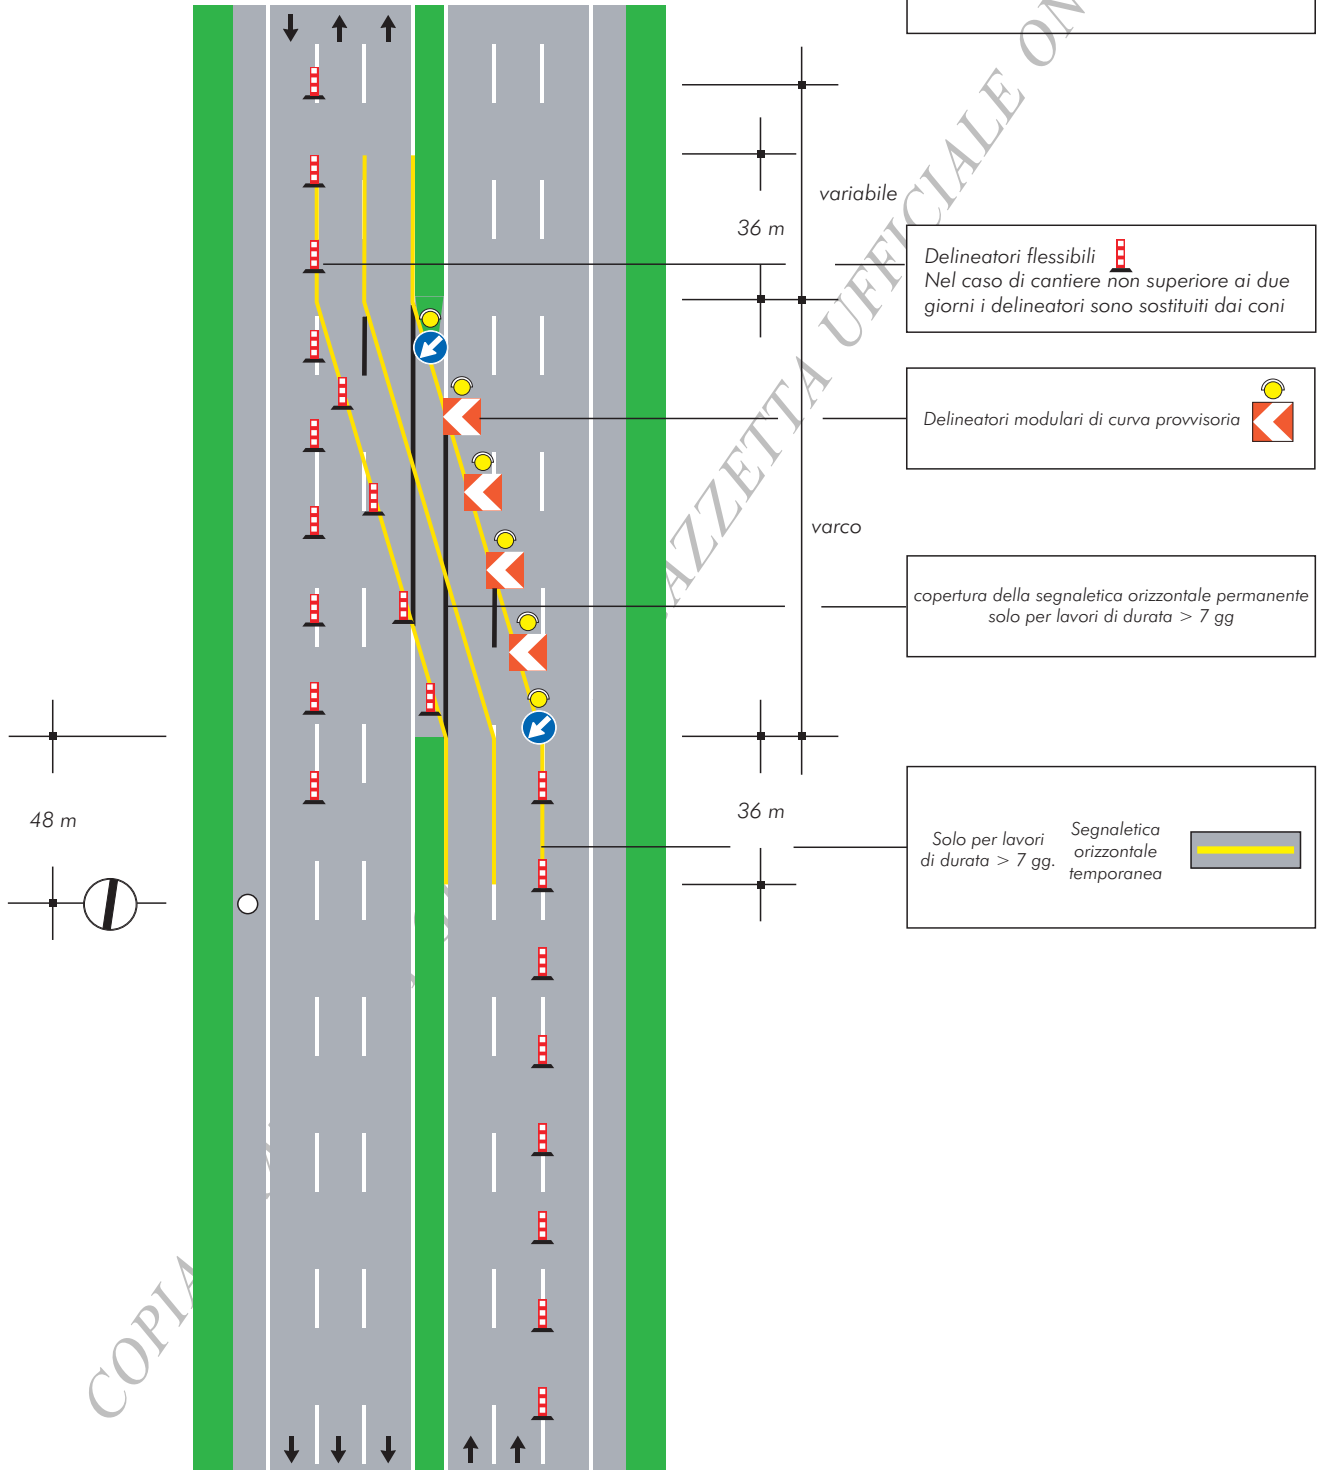 variabile
36 m
Delineatori flessibili
Nel caso di cantiere non superiore ai due
giorni i delineatori sono sostituiti dai coni
Delineatori modulari di curva provvisoria
varco
copertura della segnaletica orizzontale permanente
solo per lavori di durata > 7 gg
48 m
36 m
Solo per lavori
di durata > 7 gg.
Segnaletica
orizzontale
temporanea
COPIA
AZZETTA UFFICIALE ON